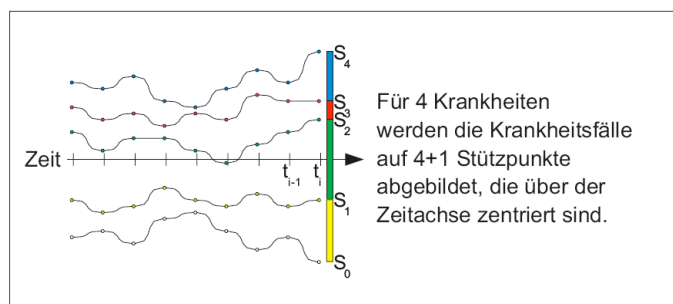 S4
S3
S2
Für 4 Krankheiten
werden die Krankheitsfälle
auf 4+1 Stützpunkte
abgebildet, die über der
Zeitachse zentriert sind.
Zeit
ti-1 ti
S1
S0